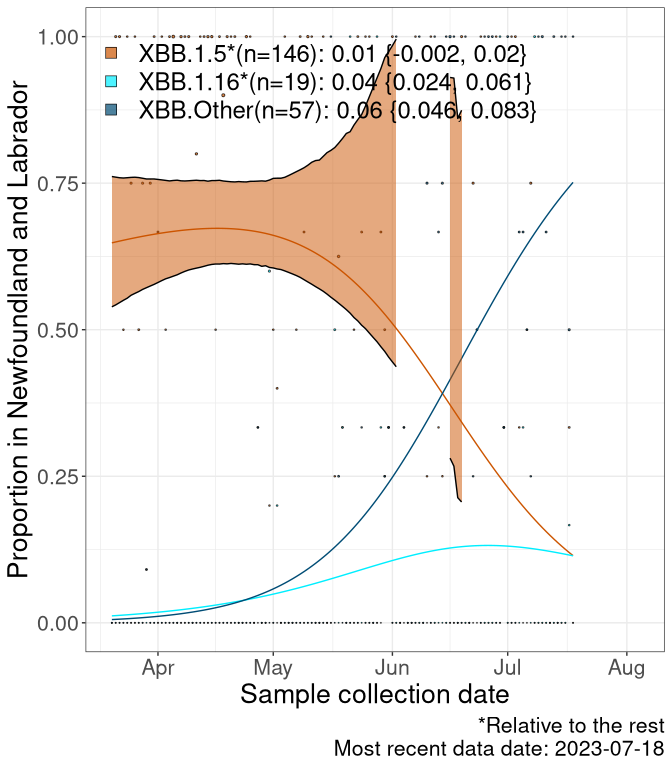 1.00
XBB.1.5*(n=146): 0.01 {-0.002, 0.02}
XBB.1.16*(n=19): 0.04 {0.024, 0.061}
XBB.Other(n=57): 0.06 {0.046, 0.083}
0.75
0.50
0.25
0.00
Proportion in Newfoundland and Labrador
Apr May Jun Jul Aug
Sample collection date
*Relative to the rest
Most recent data date: 2023-07-18